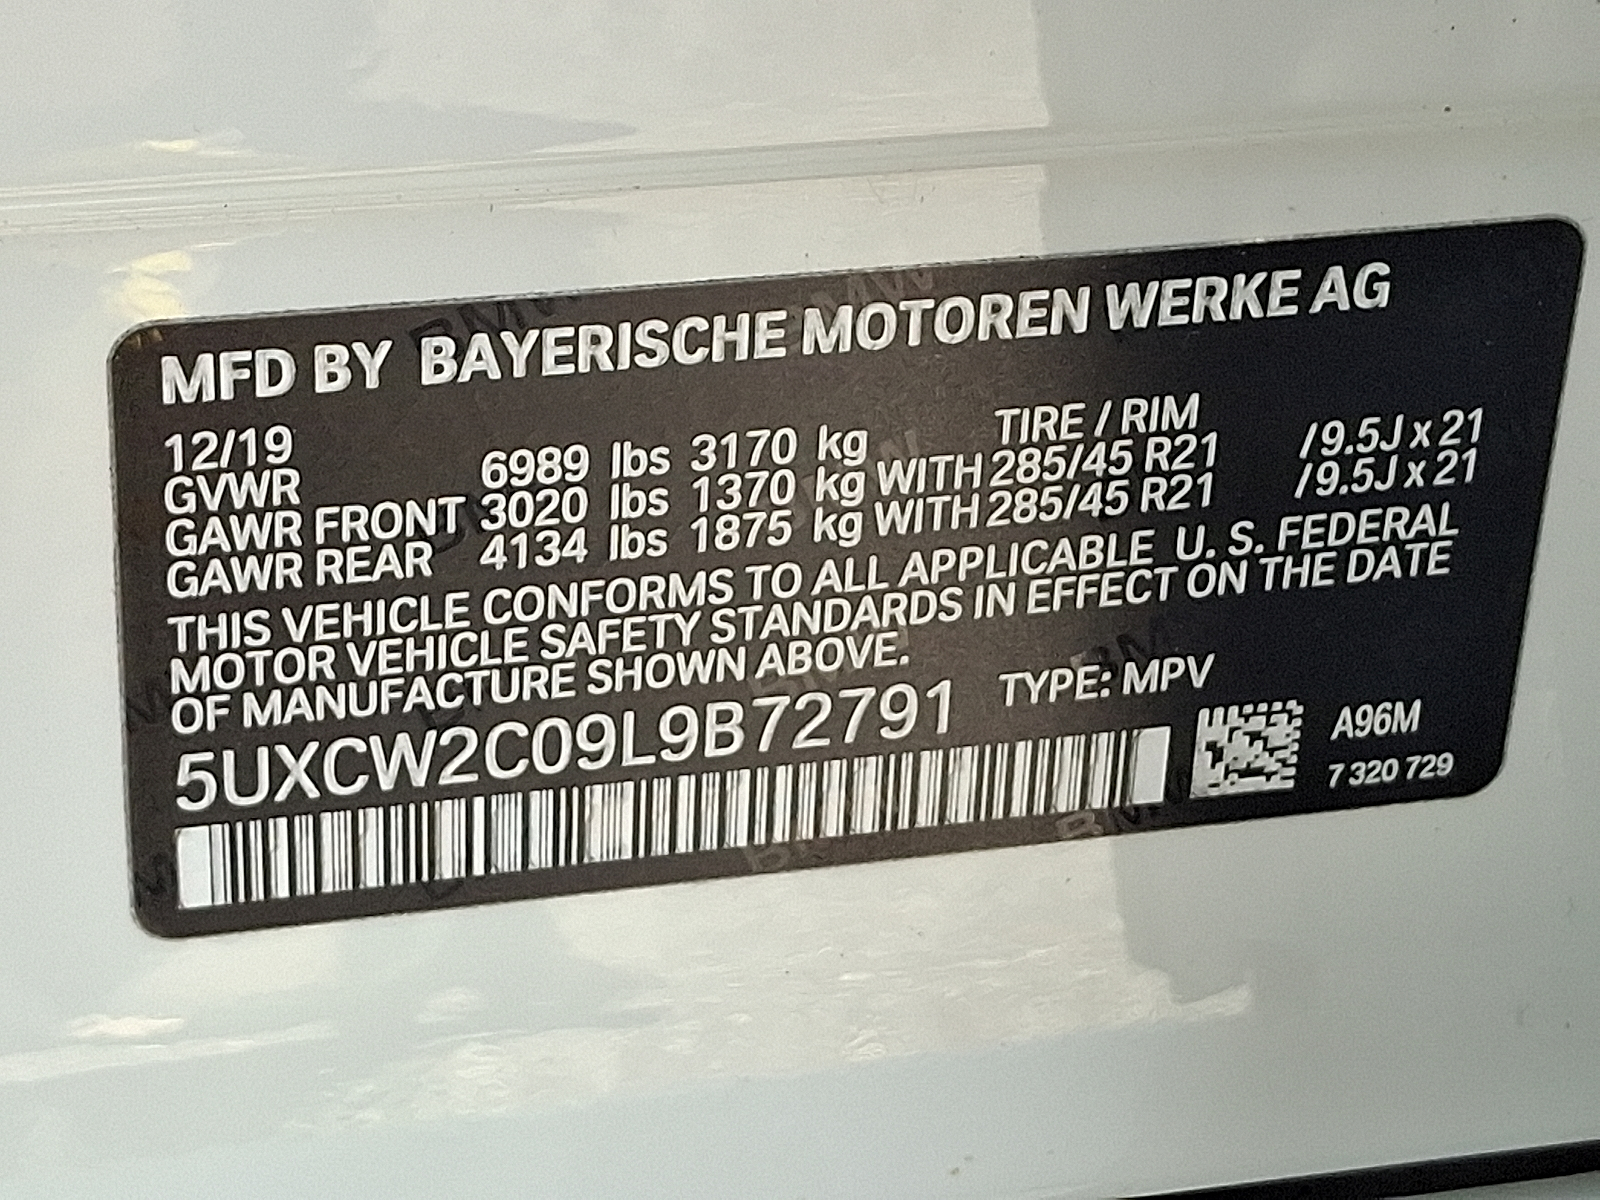 MFD BY BAYERISCHE MOTOREN WERKE AG
12/19 TIRE / RIM
GVWR 6989 lbs 3170 kg
GAWR FRONT 3020 lbs 1370 kg WITH 285/45 R21 /9.5J x 21
GAWR REAR 4134 lbs 1875 kg WITH 285/45 R21 /9.5J x 21
THIS VEHICLE CONFORMS TO ALL APPLICABLE U. S. FEDERAL
MOTOR VEHICLE SAFETY STANDARDS IN EFFECT ON THE DATE
OF MANUFACTURE SHOWN ABOVE.
5UXCW2C09L9B72791 TYPE: MPV
A96M
7 320 729